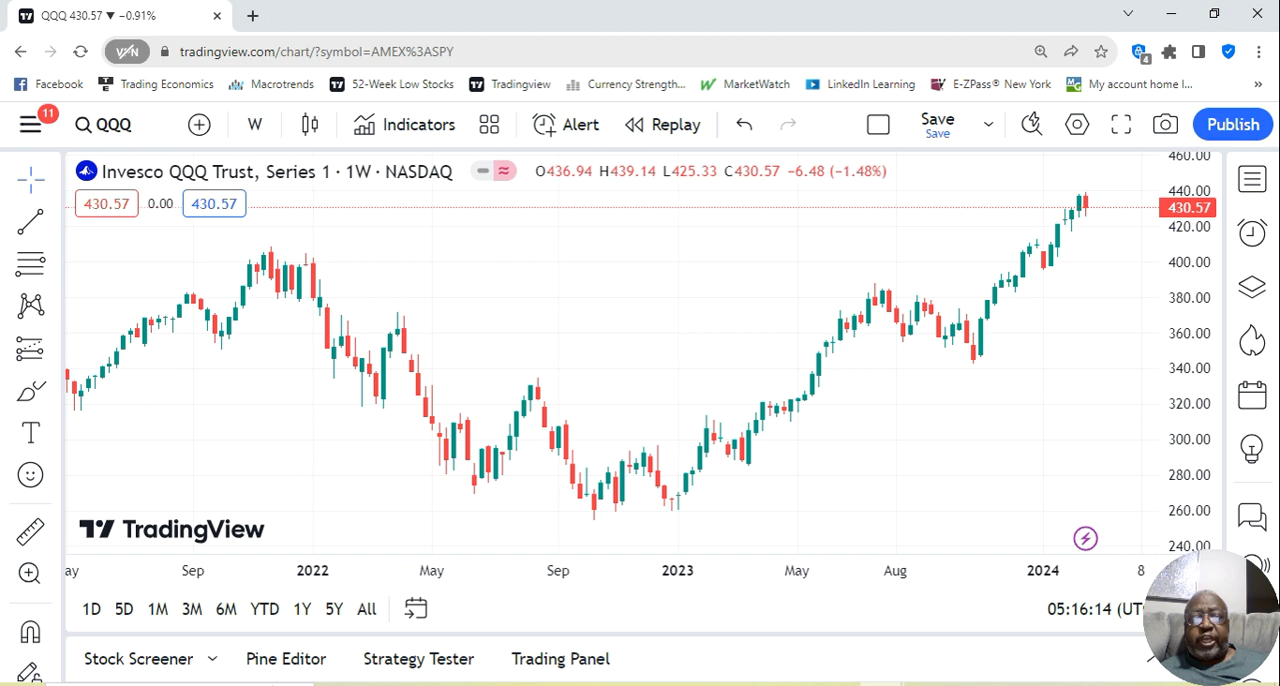 QQQ 430.57 ▼ −0.91%
tradingview.com/chart/?symbol=AMEX%3ASPY
4
Facebook
Trading Economics
Macrotrends
52-Week Low Stocks
Tradingview
Currency Strength...
MarketWatch
LinkedIn Learning
E-ZPass® New York
My account home l...
»
11
QQQ
W
Indicators
Alert
Replay
Save
Save
Publish
Invesco QQQ Trust, Series 1 · 1W · NASDAQ
O436.94 H439.14 L425.33 C430.57 −6.48 (−1.48%)
430.57 0.00 430.57
460.00
440.00
430.57
420.00
400.00
380.00
360.00
340.00
320.00
300.00
280.00
260.00
240.00
TradingView
ay Sep 2022 May Sep 2023 May Aug 2024 8
1D 5D 1M 3M 6M YTD 1Y 5Y All
05:16:14 (UT
Stock Screener Pine Editor Strategy Tester Trading Panel